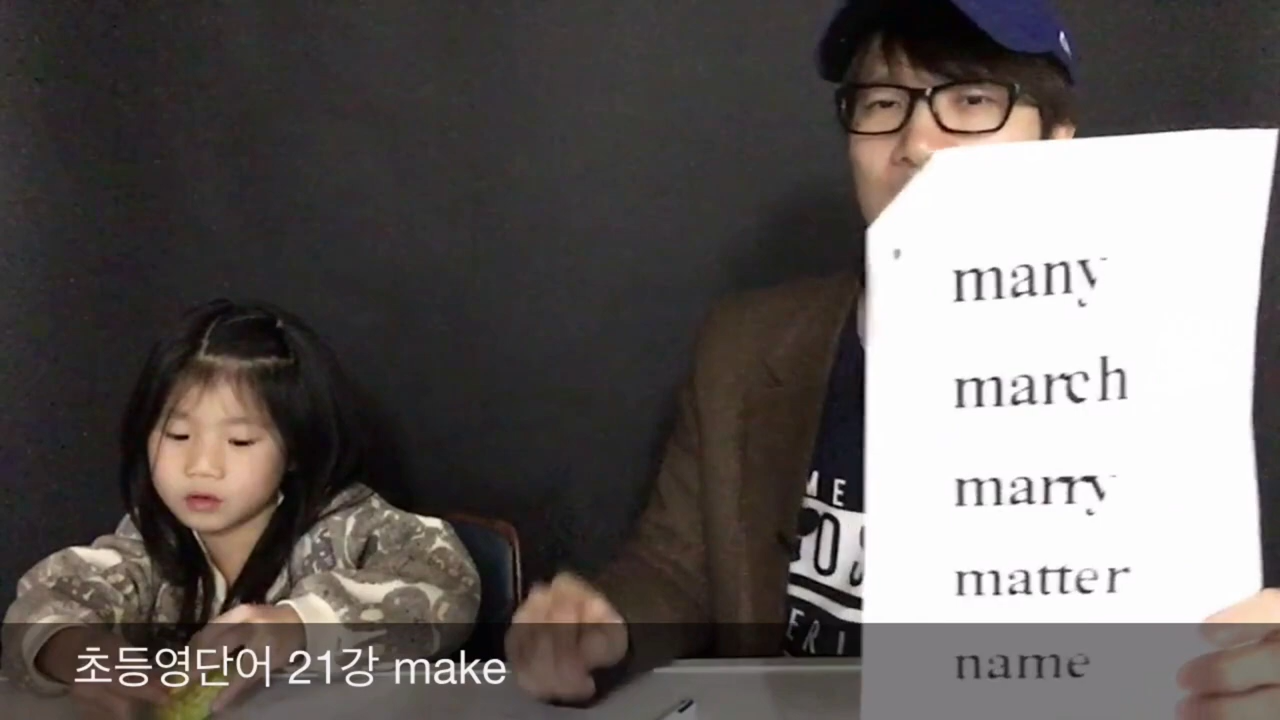 many
march
marry
matter
name
초등영단어 21강 make